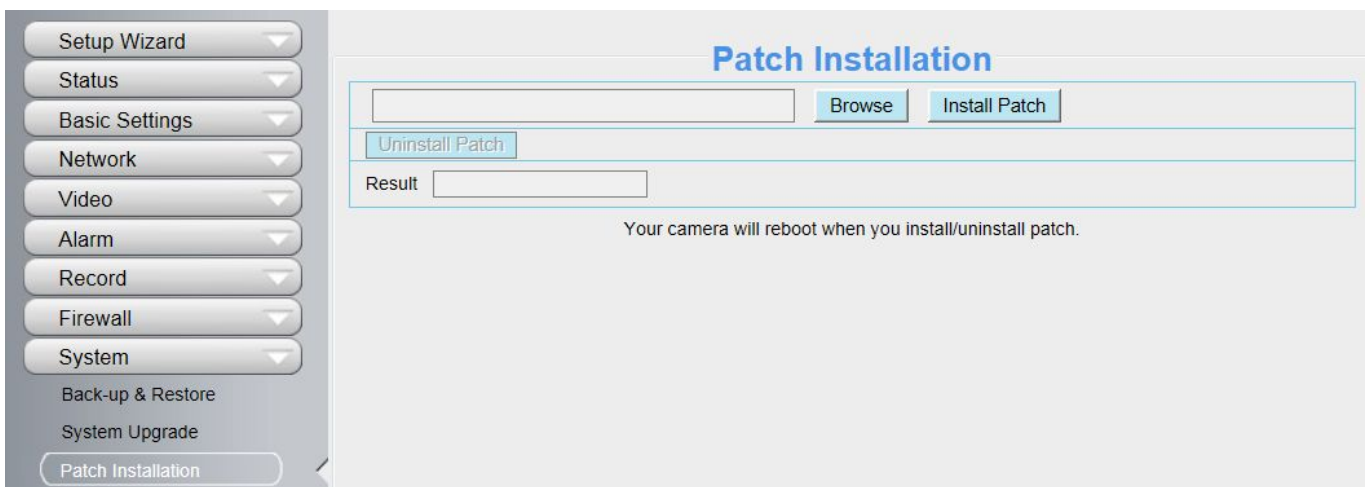 Setup Wizard
Status
Basic Settings
Network
Video
Alarm
Record
Firewall
System
Back-up & Restore
System Upgrade
Patch Installation
Patch Installation
Browse Install Patch
Uninstall Patch
Result
Your camera will reboot when you install/uninstall patch.